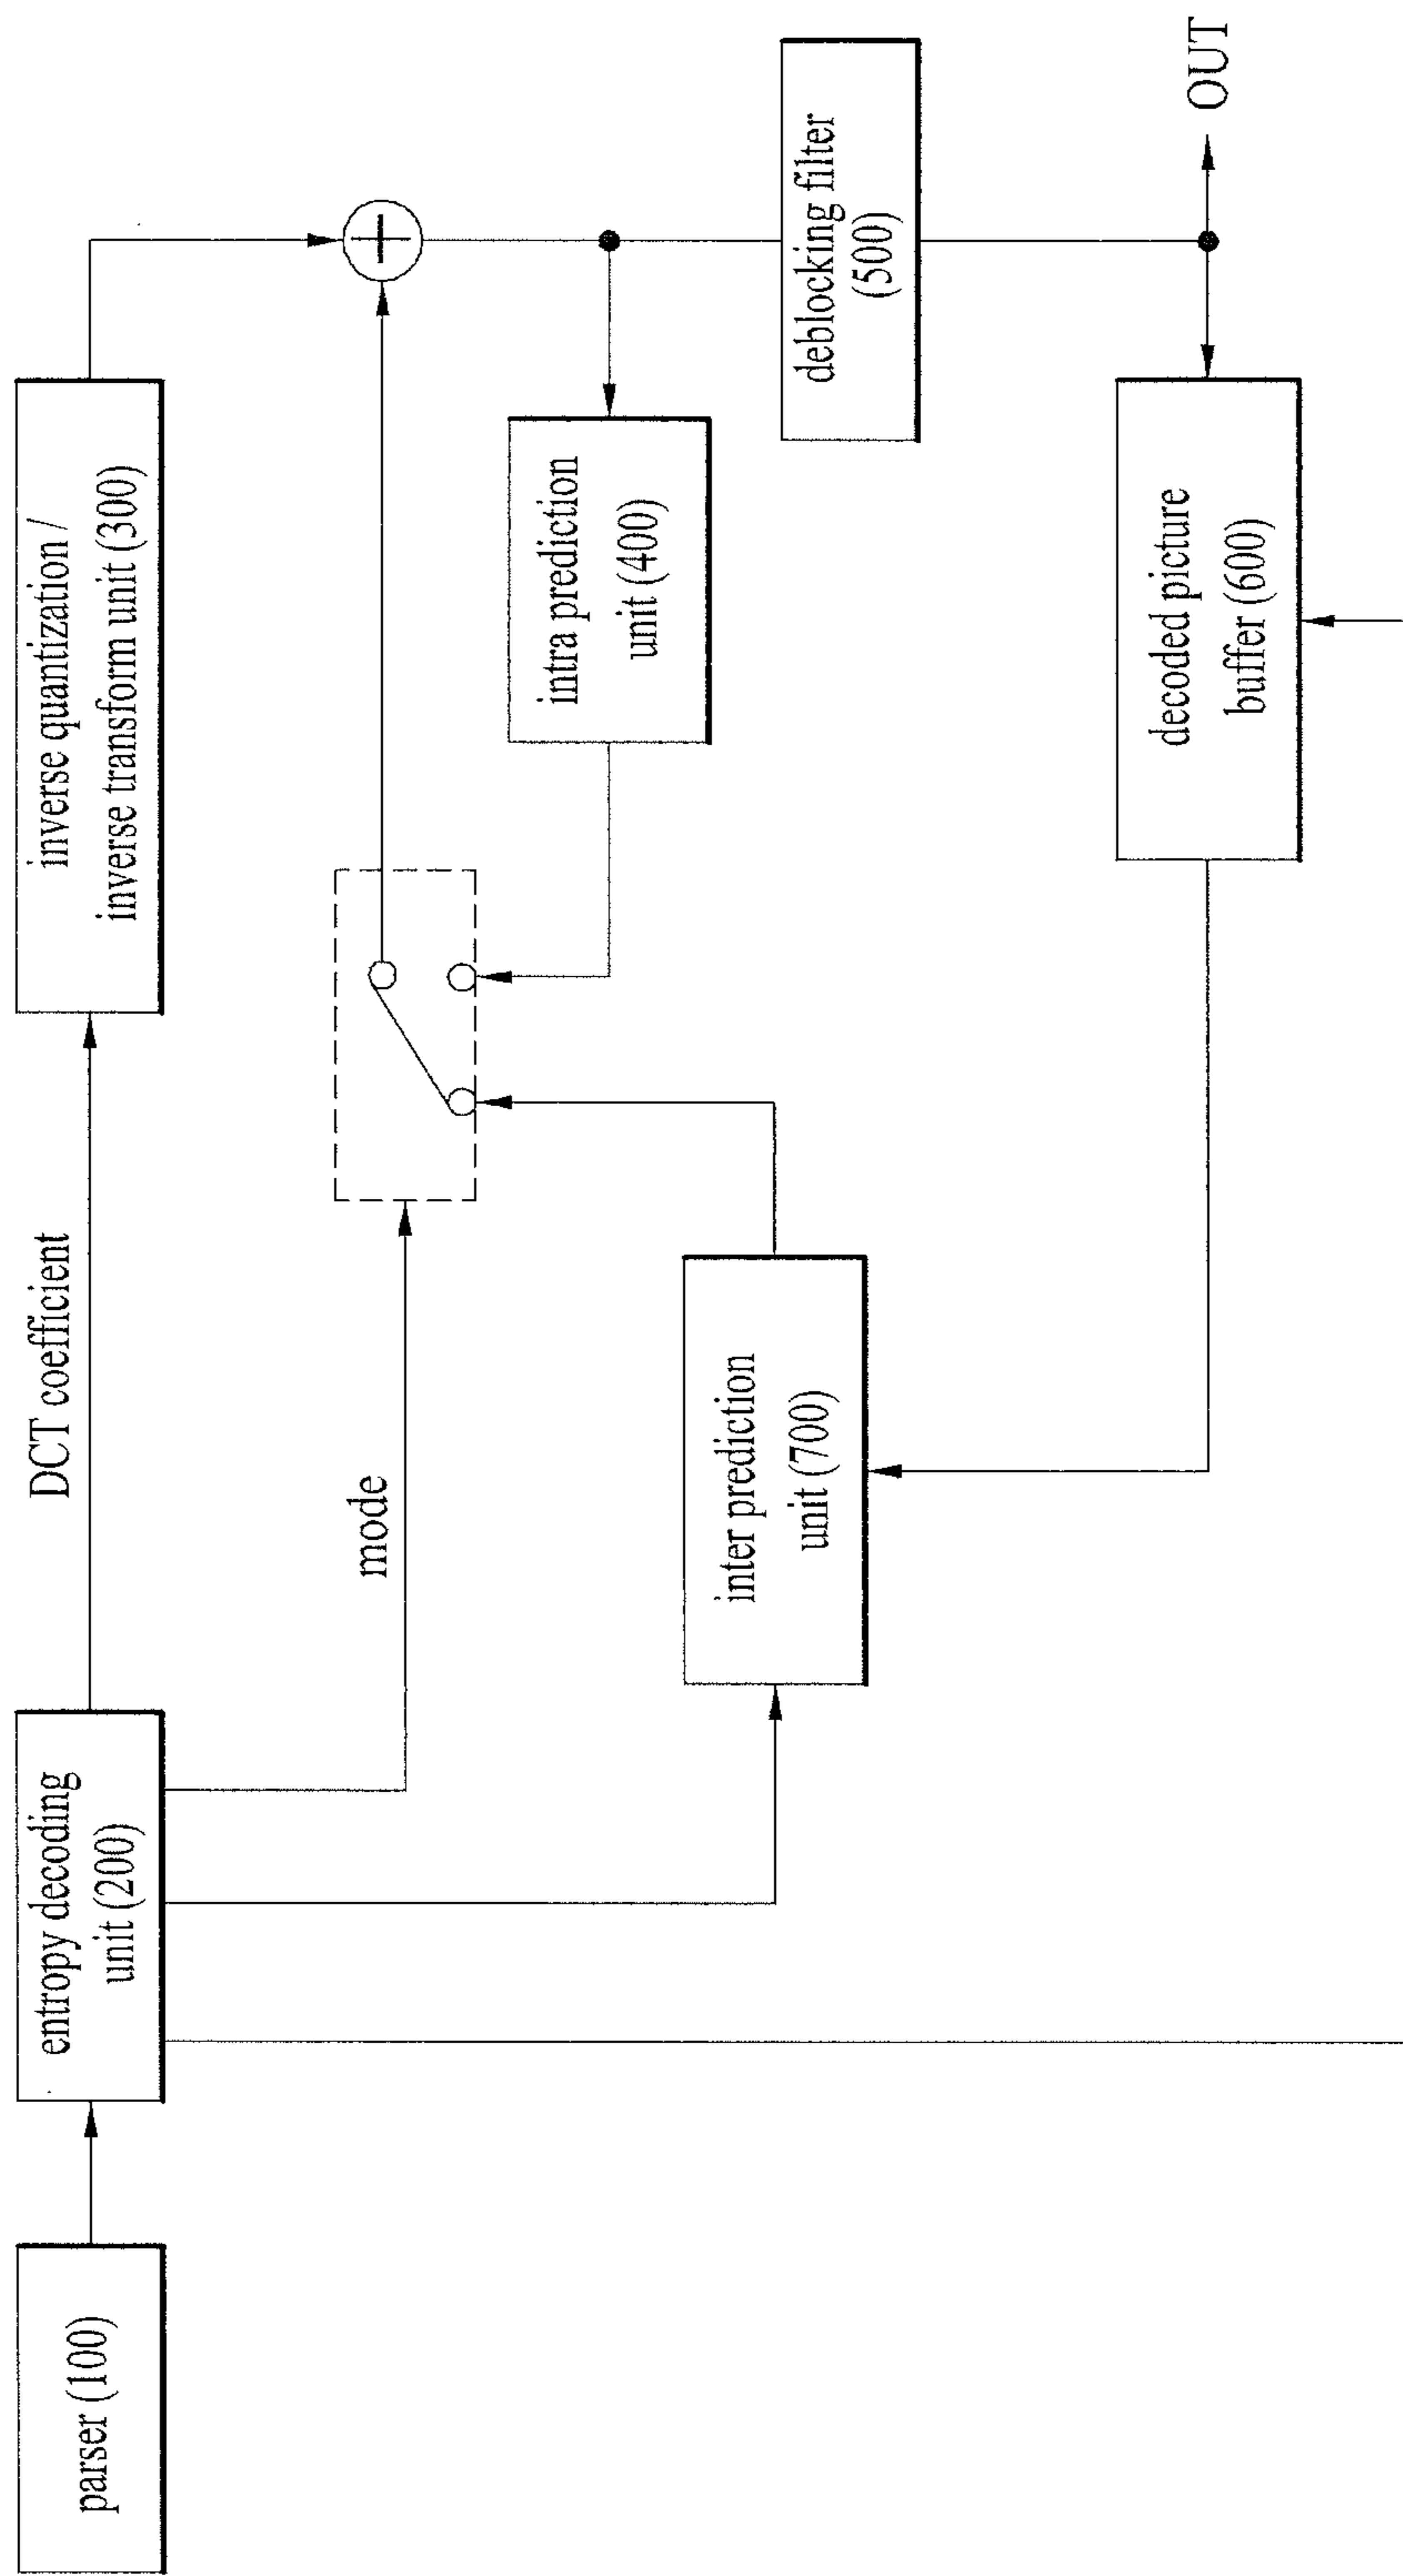 parser (100)
entropy decoding
unit (200)
DCT coefficient
inverse quantization /
inverse transform unit (300)
mode
intra prediction
unit (400)
inter prediction
unit (700)
deblocking filter
(500)
decoded picture
buffer (600)
OUT